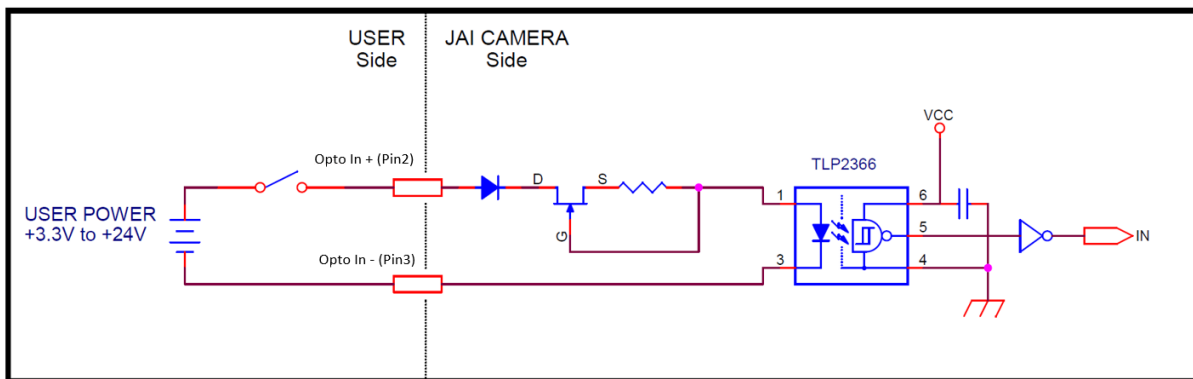 USER
Side
JAI CAMERA
Side
VCC
TLP2366
Opto In + (Pin2)
D
S
G
1
6
5
3
4
IN
USER POWER
+3.3V to +24V
Opto In - (Pin3)